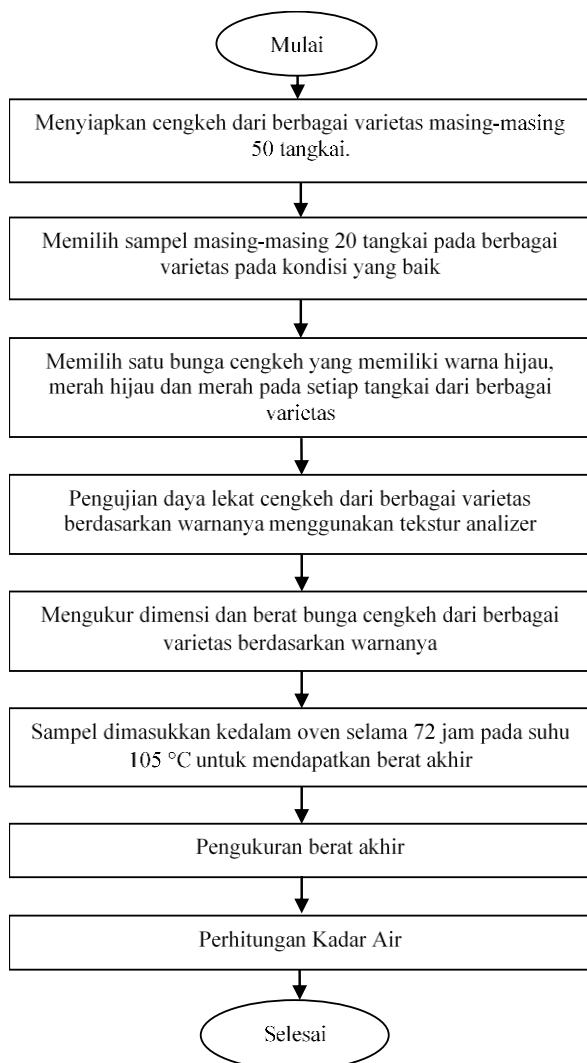 Mulai
Menyiapkan cengkeh dari berbagai varietas masing-masing
50 tangkai.
Memilih sampel masing-masing 20 tangkai pada berbagai
varietas pada kondisi yang baik
Memilih satu bunga cengkeh yang memiliki warna hijau,
merah hijau dan merah pada setiap tangkai dari berbagai
varietas
Pengujian daya lekat cengkeh dari berbagai varietas
berdasarkan warnanya menggunakan tekstur analizer
Mengukur dimensi dan berat bunga cengkeh dari berbagai
varietas berdasarkan warnanya
Sampel dimasukkan kedalam oven selama 72 jam pada suhu
105 °C untuk mendapatkan berat akhir
Pengukuran berat akhir
Perhitungan Kadar Air
Selesai